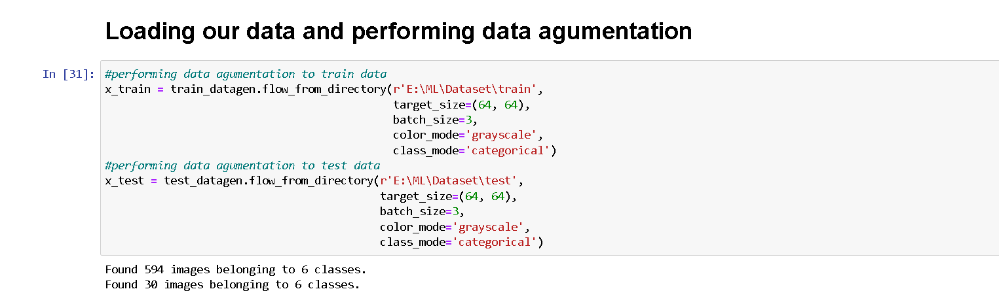 Loading our data and performing data agumentation
In [31]: #performing data agumentation to train data
x_train = train_datagen.flow_from_directory(r'E:\ML\Dataset\train',
target_size=(64, 64),
batch_size=3,
color_mode='grayscale',
class_mode='categorical')
#performing data agumentation to test data
x_test = test_datagen.flow_from_directory(r'E:\ML\Dataset\test',
target_size=(64, 64),
batch_size=3,
color_mode='grayscale',
class_mode='categorical')
Found 594 images belonging to 6 classes.
Found 30 images belonging to 6 classes.